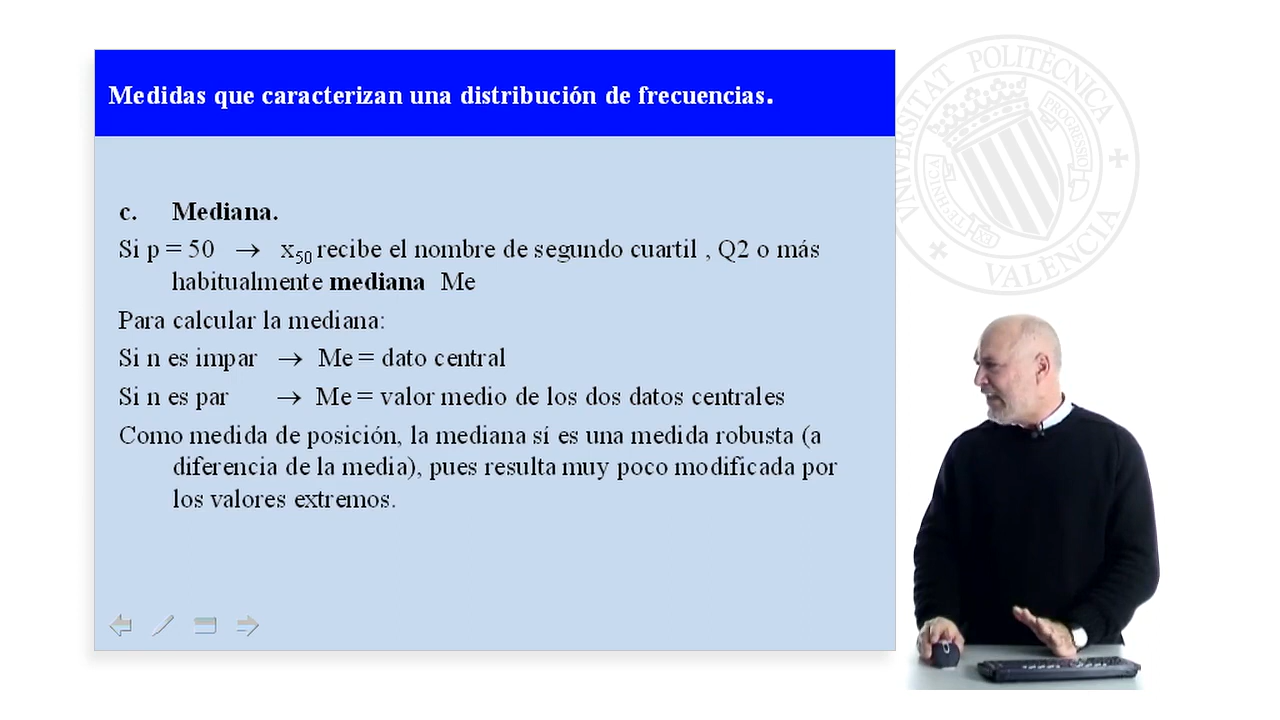 Medidas que caracterizan una distribución de frecuencias.
c. Mediana.
Si p = 50 → x50 recibe el nombre de segundo cuartil , Q2 o más
habitualmente mediana Me
Para calcular la mediana:
Si n es impar → Me = dato central
Si n es par → Me = valor medio de los dos datos centrales
Como medida de posición, la mediana sí es una medida robusta (a
diferencia de la media), pues resulta muy poco modificada por
los valores extremos.
UNIVERSITAT POLITÈCNICA
VALÈNCIA
PROGRESSIO
EX TECHNICA